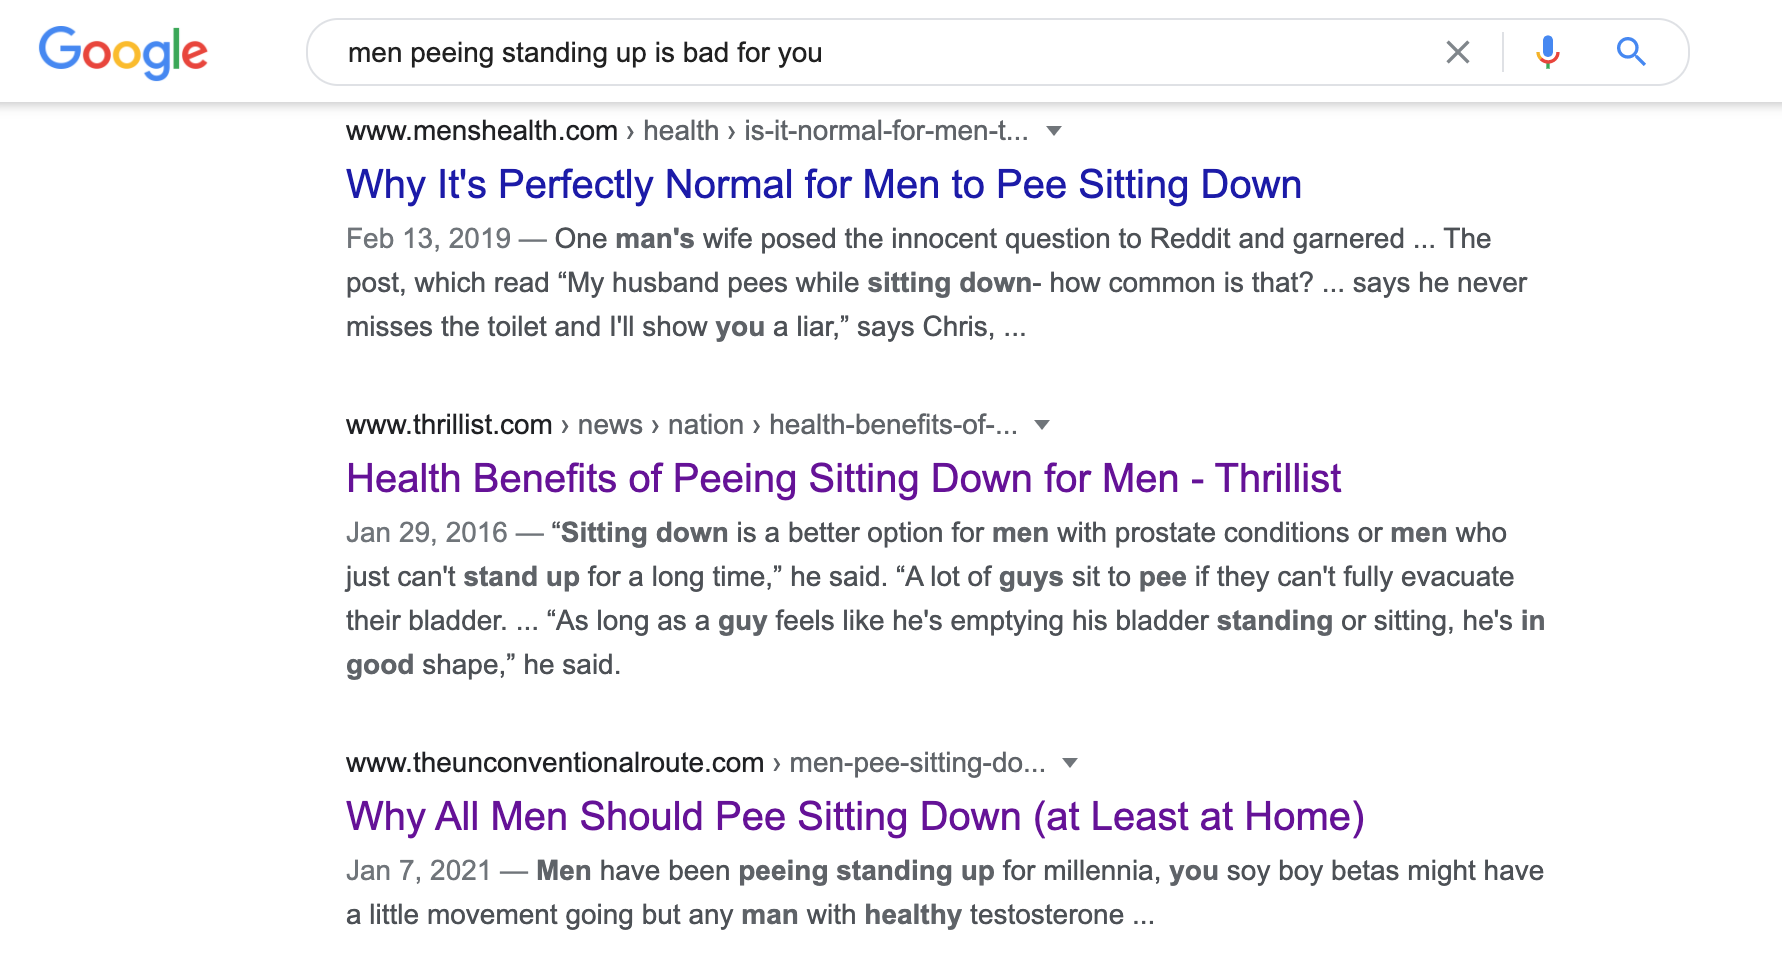 Google
men peeing standing up is bad for you
www.menshealth.com › health › is-it-normal-for-men-t...
Why It's Perfectly Normal for Men to Pee Sitting Down
Feb 13, 2019 — One man's wife posed the innocent question to Reddit and garnered ... The
post, which read “My husband pees while sitting down- how common is that? ... says he never
misses the toilet and I'll show you a liar,” says Chris, ...
www.thrillist.com › news › nation › health-benefits-of-...
Health Benefits of Peeing Sitting Down for Men - Thrillist
Jan 29, 2016 — “Sitting down is a better option for men with prostate conditions or men who
just can't stand up for a long time,” he said. “A lot of guys sit to pee if they can't fully evacuate
their bladder. ... “As long as a guy feels like he's emptying his bladder standing or sitting, he's in
good shape,” he said.
www.theunconventionalroute.com › men-pee-sitting-do...
Why All Men Should Pee Sitting Down (at Least at Home)
Jan 7, 2021 — Men have been peeing standing up for millennia, you soy boy betas might have
a little movement going but any man with healthy testosterone ...